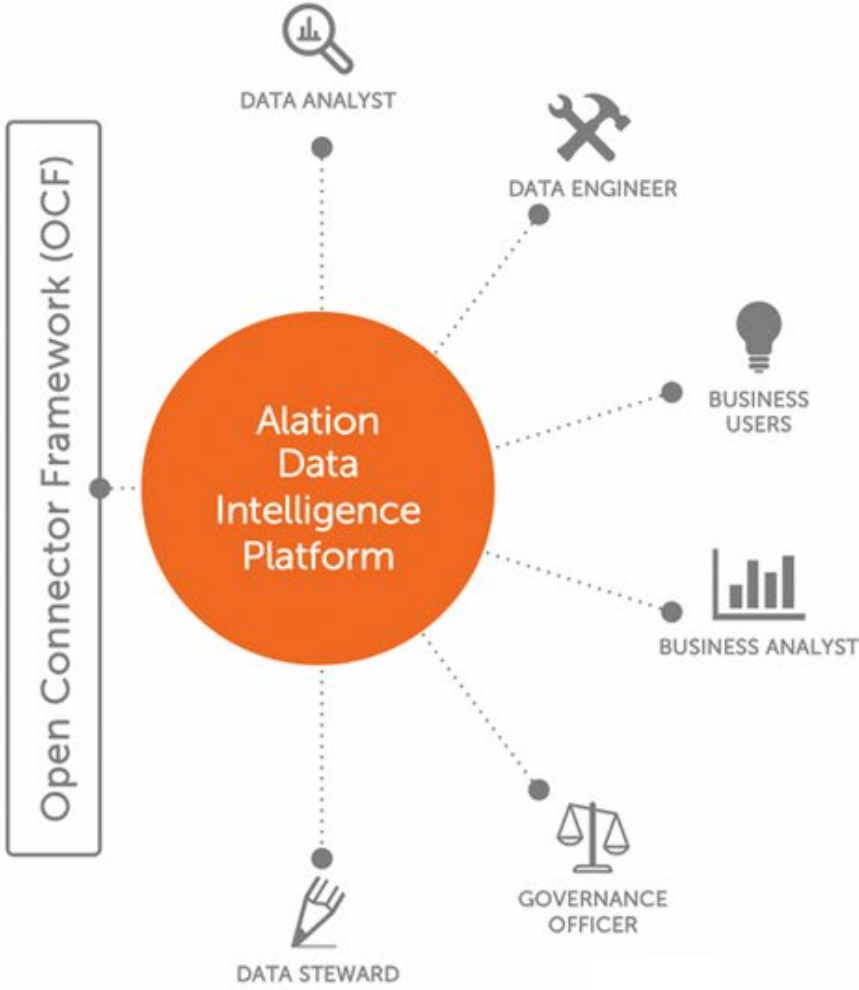 DATA ANALYST
DATA ENGINEER
Open Connector Framework (OCF)
BUSINESS
USERS
Alation
Data
Intelligence
Platform
BUSINESS ANALYST
GOVERNANCE
OFFICER
DATA STEWARD